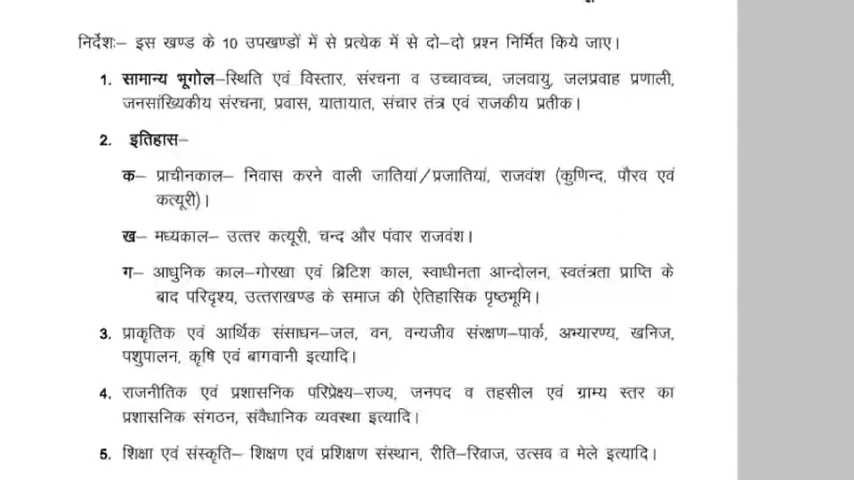 निर्देशः– इस खण्ड के 10 उपखण्डों में से प्रत्येक में से दो–दो प्रश्न निर्मित किये जाए।
1. सामान्य भूगोल–स्थिति एवं विस्तार, संरचना व उच्चावच्च, जलवायु, जलप्रवाह प्रणाली,
जनसांख्यिकीय संरचना, प्रवास, यातायात, संचार तंत्र एवं राजकीय प्रतीक।
2. इतिहास–
क– प्राचीनकाल– निवास करने वाली जातियां/प्रजातियां, राजवंश (कुणिन्द, पौरव एवं
कत्यूरी)।
ख– मध्यकाल– उत्तर कत्यूरी, चन्द और पंवार राजवंश।
ग– आधुनिक काल–गोरखा एवं ब्रिटिश काल, स्वाधीनता आन्दोलन, स्वतंत्रता प्राप्ति के
बाद परिदृश्य, उत्तराखण्ड के समाज की ऐतिहासिक पृष्ठभूमि।
3. प्राकृतिक एवं आर्थिक संसाधन–जल, वन, वन्यजीव संरक्षण–पार्क, अभ्यारण्य, खनिज,
पशुपालन, कृषि एवं बागवानी इत्यादि।
4. राजनीतिक एवं प्रशासनिक परिप्रेक्ष्य–राज्य, जनपद व तहसील एवं ग्राम्य स्तर का
प्रशासनिक संगठन, संवैधानिक व्यवस्था इत्यादि।
5. शिक्षा एवं संस्कृति– शिक्षण एवं प्रशिक्षण संस्थान, रीति–रिवाज, उत्सव व मेले इत्यादि।